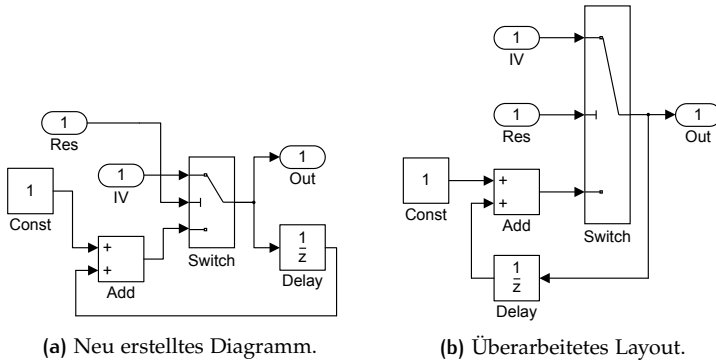 1
Res
1
IV
1
Const
+
+
Add
Switch
1
Out
1
z
Delay
(a) Neu erstelltes Diagramm.
1
IV
1
Res
1
Const
+
+
Add
Switch
1
Out
1
z
Delay
(b) Überarbeitetes Layout.